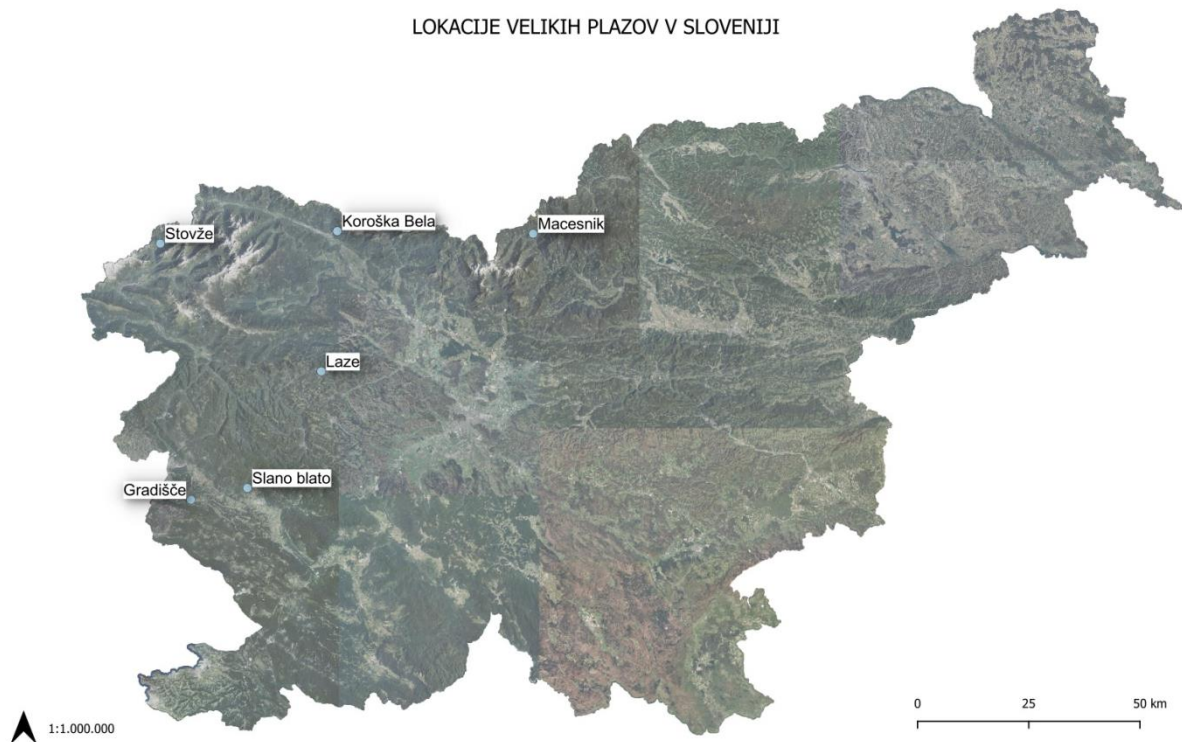 LOKACIJE VELIKIH PLAZOV V SLOVENIJI
Koroška Bela
Macesnik
Stovže
Laze
Slano blato
Gradišče
1:1.000.000
0 25 50 km